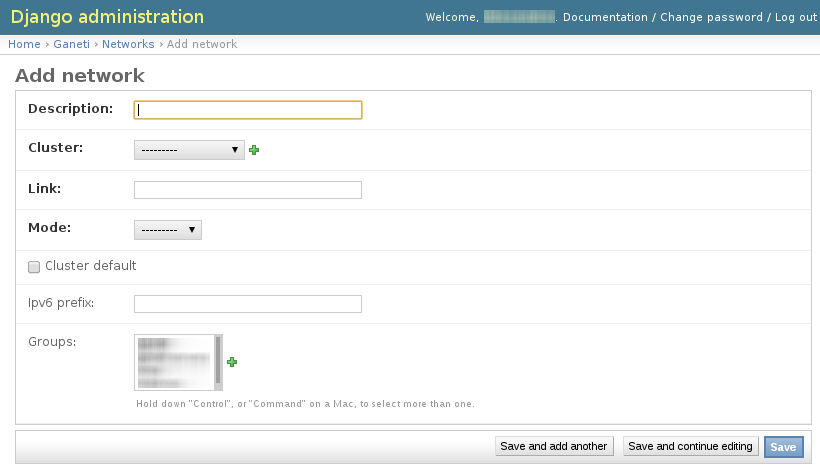 Django administration
Welcome, . Documentation / Change password / Log out
Home › Ganeti › Networks › Add network
Add network
Description:
Cluster: ---------
Link:
Mode: ---------
Cluster default
Ipv6 prefix:
Groups:
Hold down "Control", or "Command" on a Mac, to select more than one.
Save and add another Save and continue editing Save